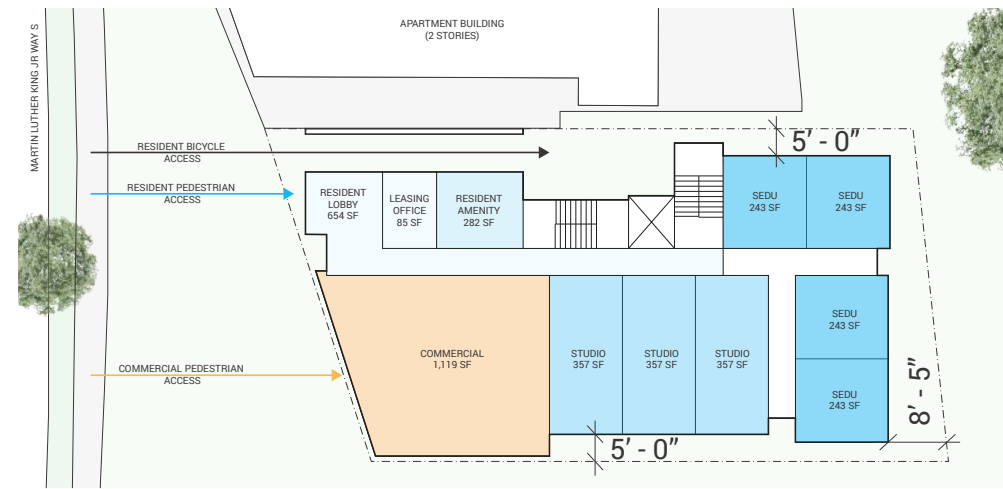 APARTMENT BUILDING
(2 STORIES)
MARTIN LUTHER KING JR WAY S
RESIDENT BICYCLE
ACCESS
5’ - 0”
RESIDENT PEDESTRIAN
ACCESS
RESIDENT
LOBBY
654 SF
LEASING
OFFICE
85 SF
RESIDENT
AMENITY
282 SF
SEDU
243 SF
SEDU
243 SF
SEDU
243 SF
COMMERCIAL
1,119 SF
STUDIO
357 SF
STUDIO
357 SF
STUDIO
357 SF
COMMERCIAL PEDESTRIAN
ACCESS
SEDU
243 SF
8’ - 5”
5’ - 0”